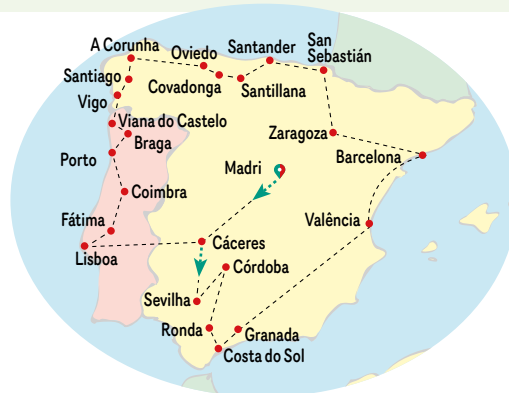 A Corunha
Oviedo
Santander
San
Sebastián
Santiago
Covadonga
Santillana
Vigo
Viana do Castelo
Braga
Zaragoza
Porto
Madri
Barcelona
Coimbra
Fátima
Valência
Lisboa
Cáceres
Córdoba
Sevilha
Ronda
Granada
Costa do Sol